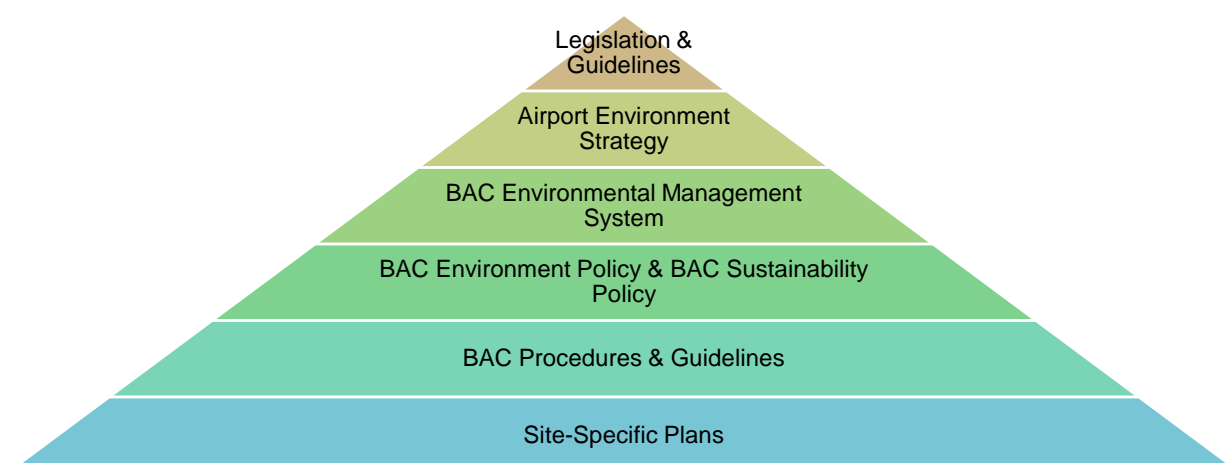 Legislation &
Guidelines
Airport Environment
Strategy
BAC Environmental Management
System
BAC Environment Policy & BAC Sustainability
Policy
BAC Procedures & Guidelines
Site-Specific Plans